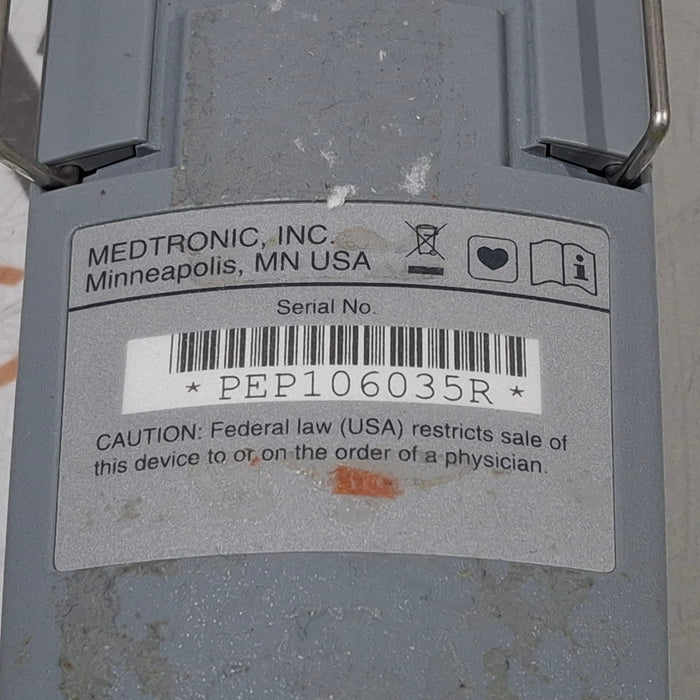 MEDTRONIC, INC.
Minneapolis, MN USA
Serial No.
* PEP106035R *
CAUTION: Federal law (USA) restricts sale of
this device to or on the order of a physician.